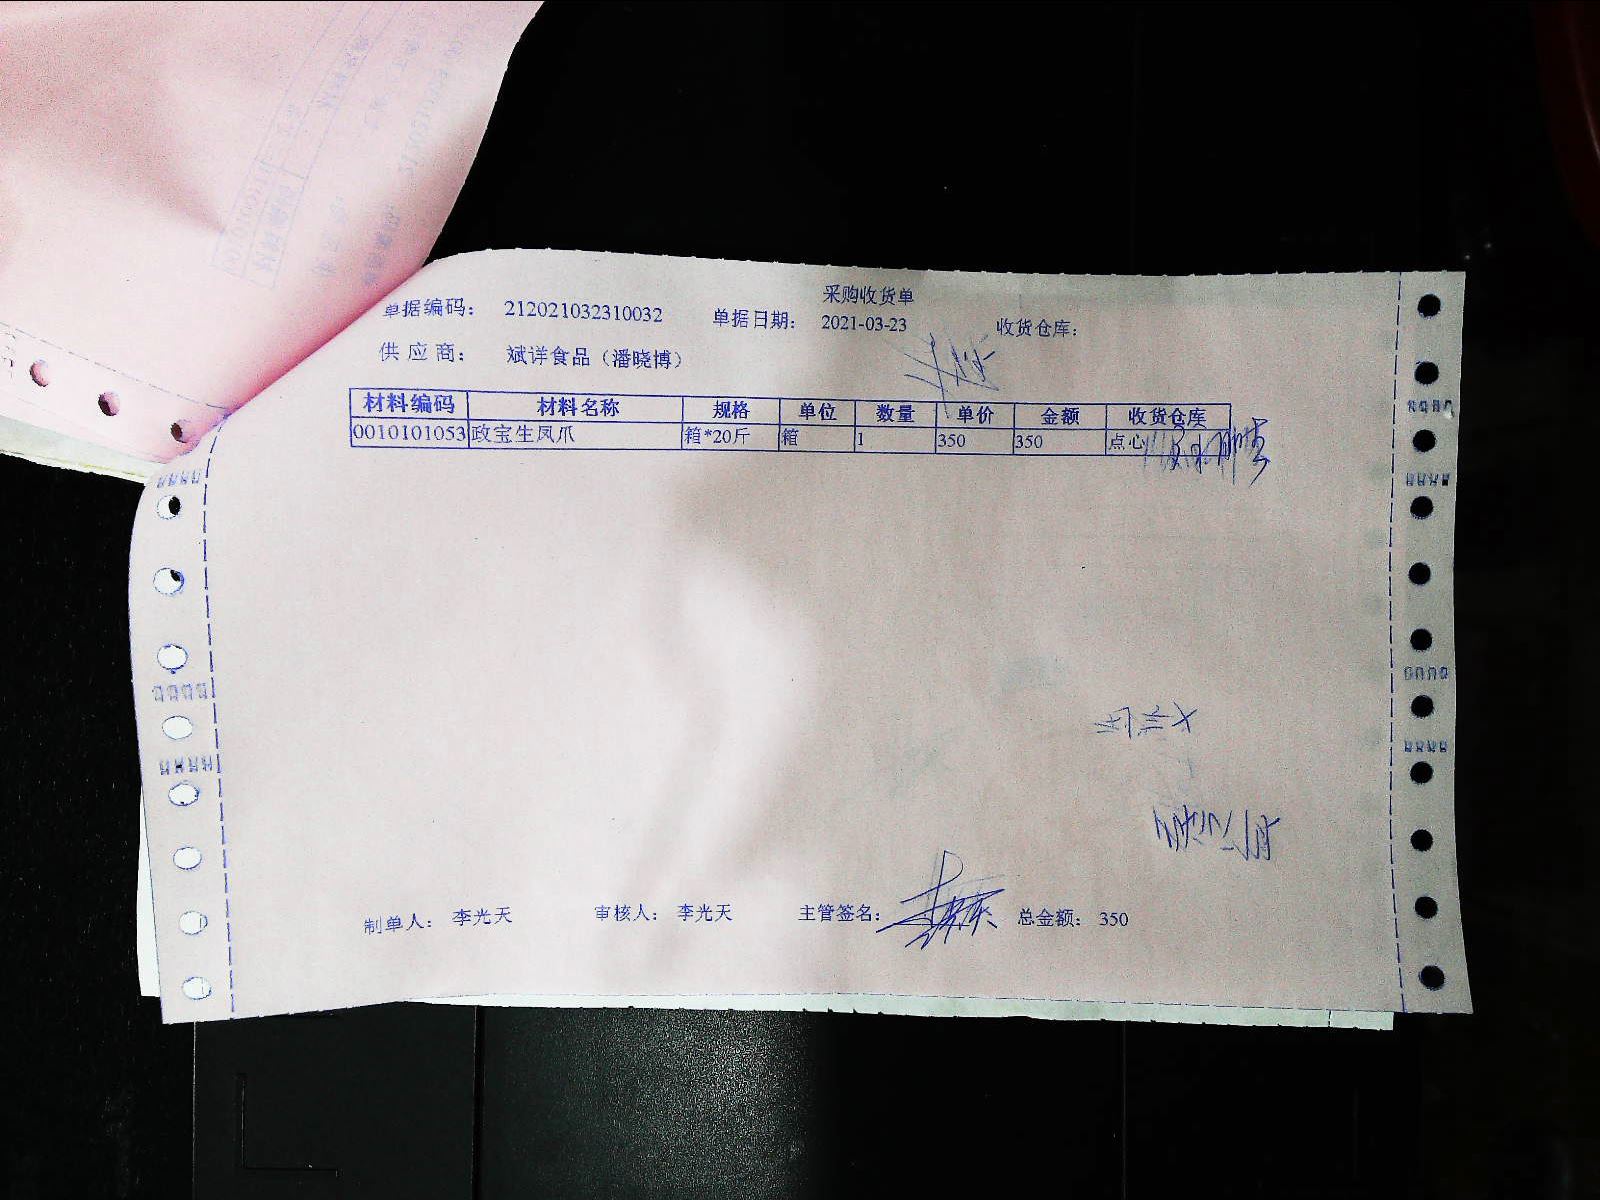 采购收货单
单据编码： 212021032310032 单据日期： 2021-03-23 收货仓库：
供应商： 斌详食品（潘晓博）
材料编码 材料名称 规格 单位 数量 单价 金额 收货仓库
0010101053 政宝生凤爪 箱*20斤 箱 1 350 350 点心
制单人： 李光天 审核人： 李光天 主管签名： 总金额： 350